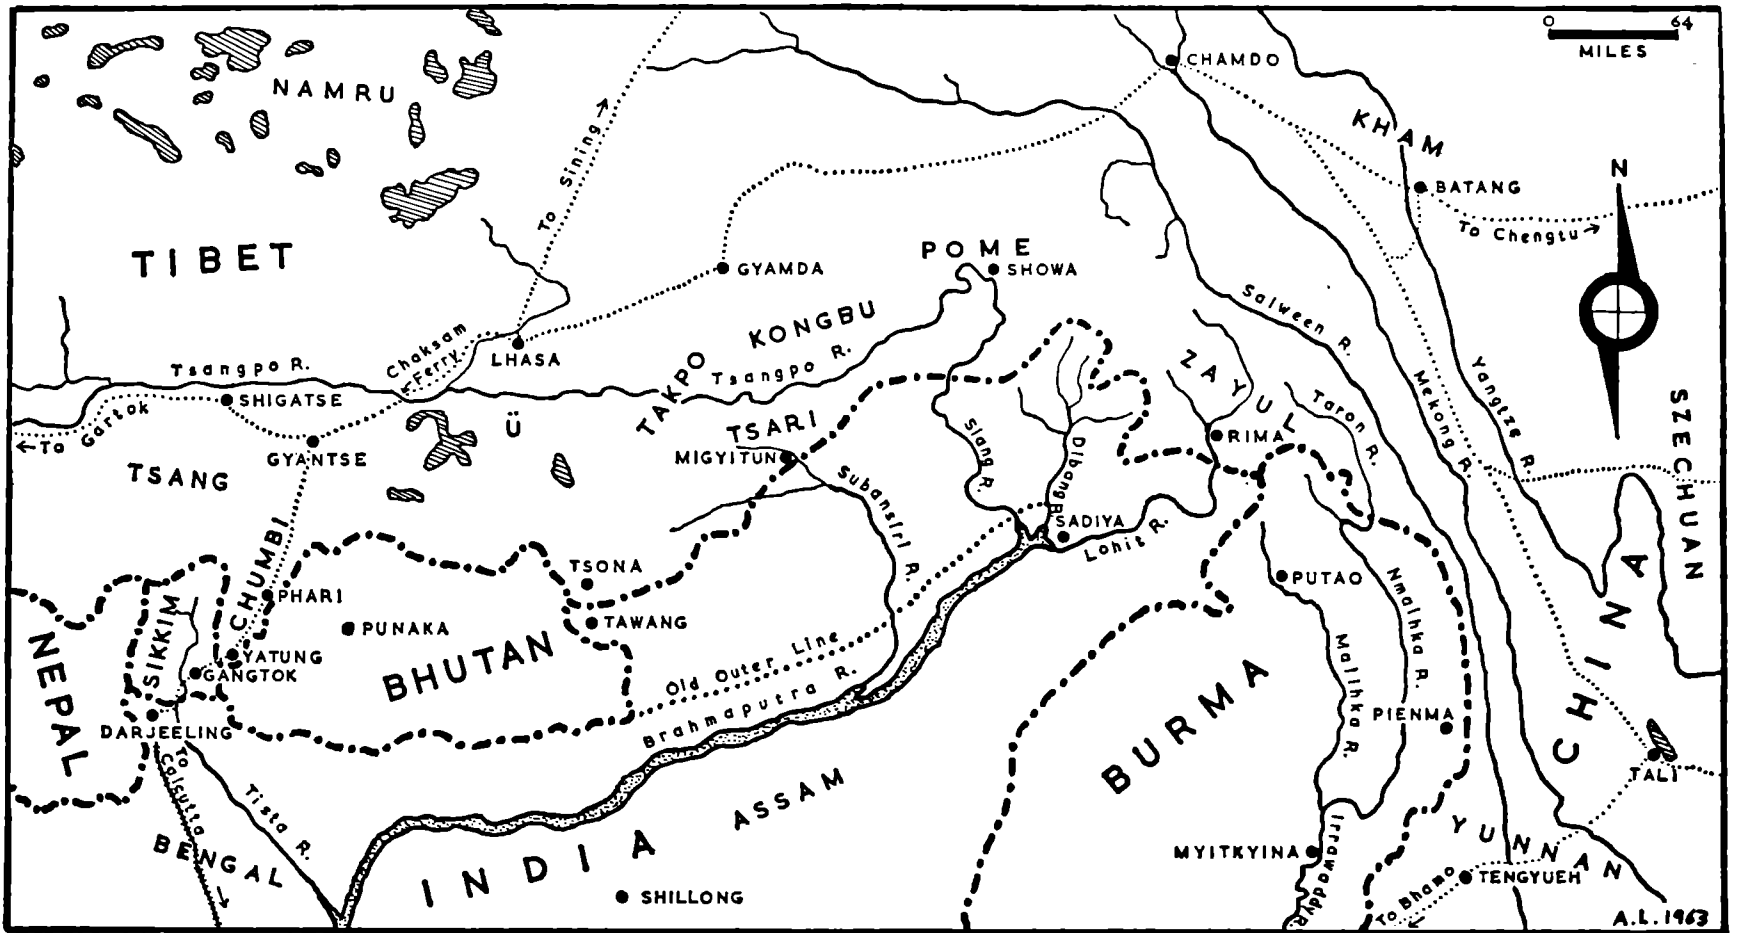 0 64
MILES
CHAMDO
NAMRU
KHAM
To Sining
N
BATANG
To Chengtu
TIBET
POME
GYAMDA
SHOWA
Salween R.
KONGBU
Chaksam
Ferry
LHASA
Tsangpo R.
TAKPO
Tsangpo R.
ZAYUL
Taron R.
Mekong R.
Yangtze R.
SZECHUAN
SHIGATSE
To Gartok
Ü
TSARI
RIMA
GYANTSE
MIGYITUN
TSANG
Subansiri R.
Siang R.
Dibang R.
SADIYA
Lohit R.
CHUMBI
TSONA
PHARI
PUTAO
Nmaihka R.
CHINA
NEPAL
SIKKIM
PUNAKA
TAWANG
YATUNG
GANGTOK
BHUTAN
Old Outer Line
Brahmaputra R.
BURMA
Malihka R.
PIENMA
DARJEELING
To Calcutta
Tista R.
TALI
ASSAM
BENGAL
INDIA
YUNNAN
MYITKYINA
Irrawaddy R.
SHILLONG
TENGYUEH
To Bhamo
A.L. 1963